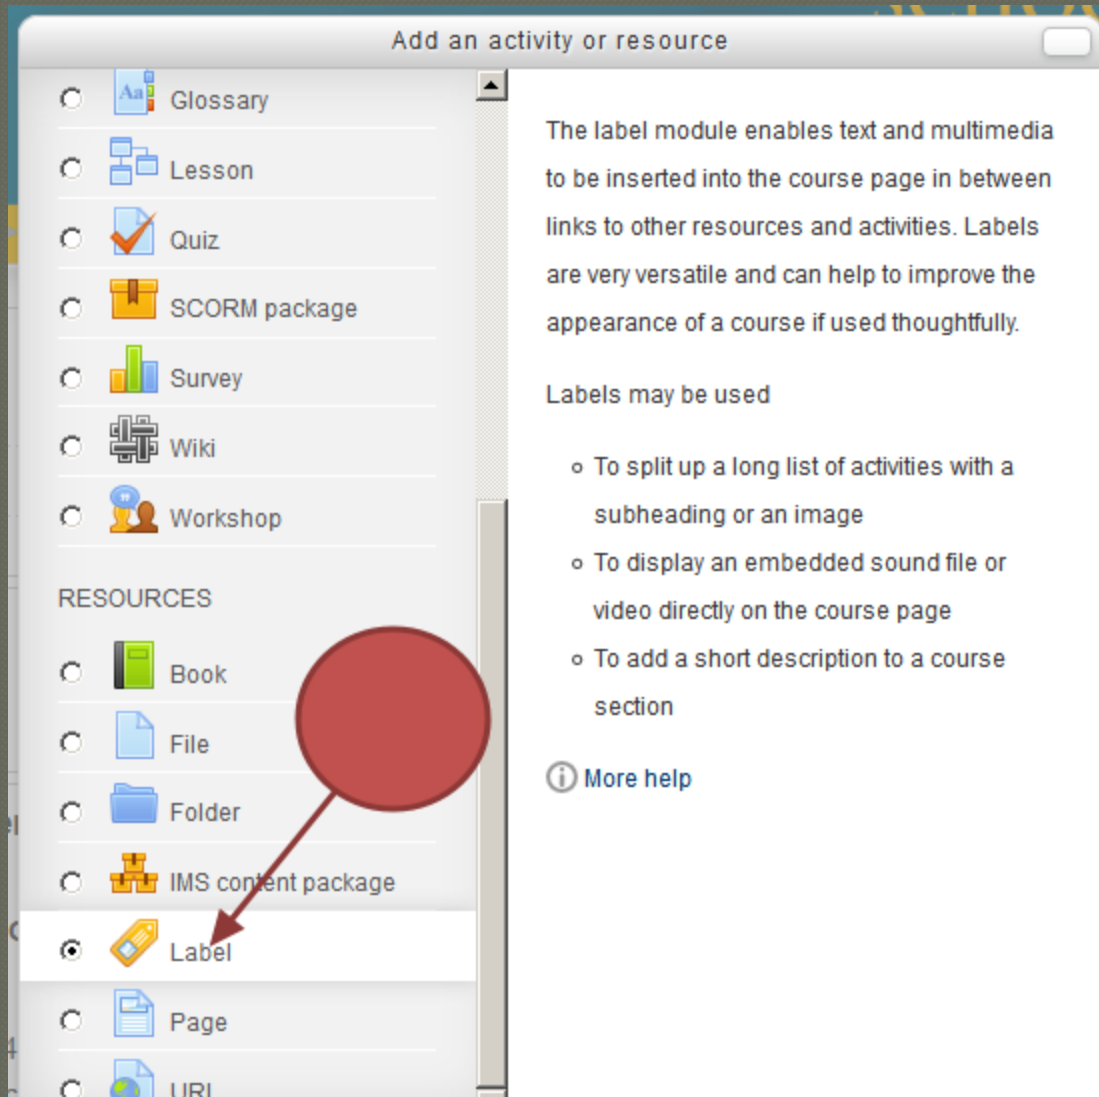 Add an activity or resource
Glossary
Lesson
Quiz
SCORM package
Survey
Wiki
Workshop
RESOURCES
Book
File
Folder
IMS content package
Label
Page
URL
The label module enables text and multimedia
to be inserted into the course page in between
links to other resources and activities. Labels
are very versatile and can help to improve the
appearance of a course if used thoughtfully.
Labels may be used
To split up a long list of activities with a
subheading or an image
To display an embedded sound file or
video directly on the course page
To add a short description to a course
section
More help